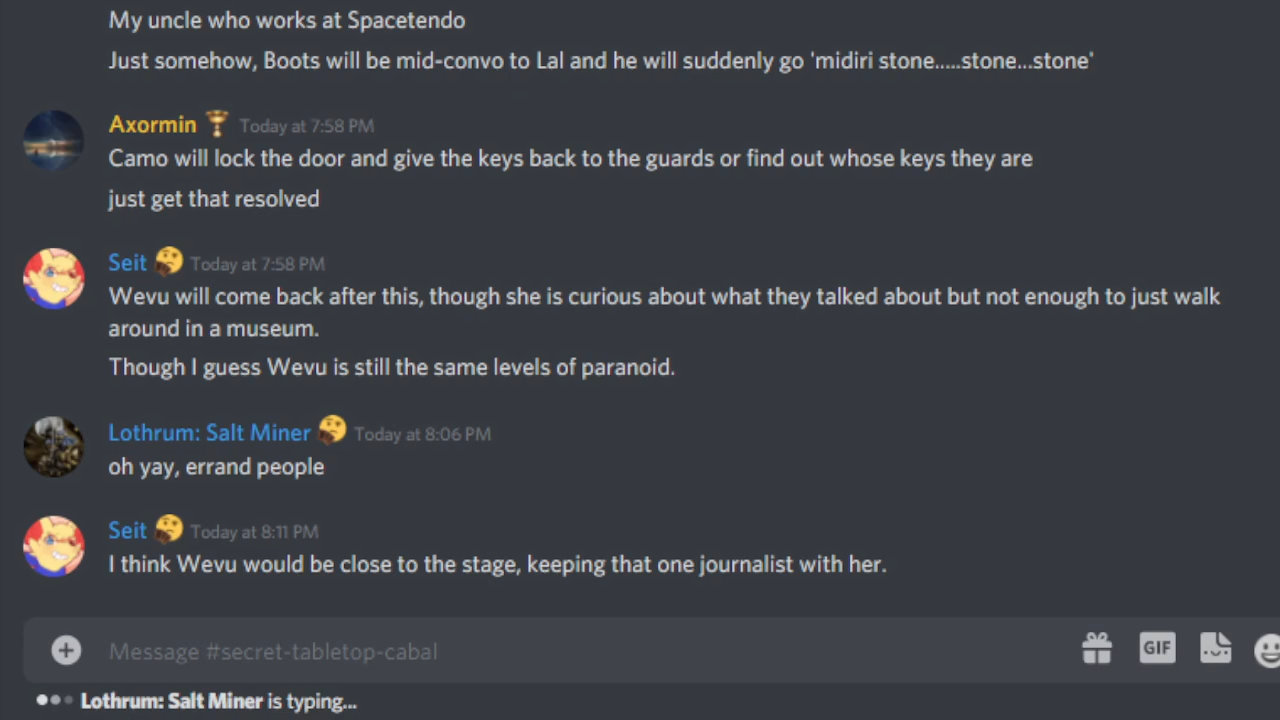 My uncle who works at Spacetendo
Just somehow, Boots will be mid-convo to Lal and he will suddenly go 'midiri stone.....stone...stone'
Axormin Today at 7:58 PM
Camo will lock the door and give the keys back to the guards or find out whose keys they are
just get that resolved
Seit Today at 7:58 PM
Wevu will come back after this, though she is curious about what they talked about but not enough to just walk
around in a museum.
Though I guess Wevu is still the same levels of paranoid.
Lothrum: Salt Miner Today at 8:06 PM
oh yay, errand people
Seit Today at 8:11 PM
I think Wevu would be close to the stage, keeping that one journalist with her.
Message #secret-tabletop-cabal GIF
Lothrum: Salt Miner is typing...